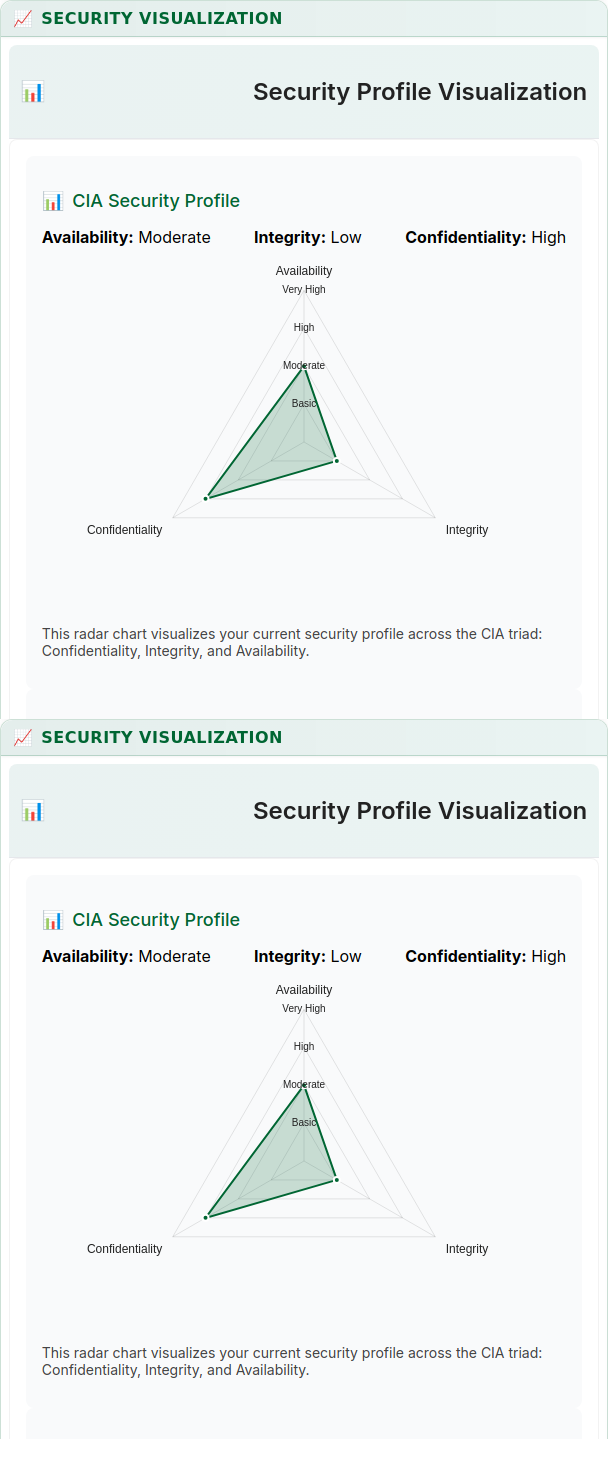 SECURITY VISUALIZATION
Security Profile Visualization
CIA Security Profile
Availability: Moderate Integrity: Low Confidentiality: High
Availability
Very High
High
Moderate
Basic
Confidentiality Integrity
This radar chart visualizes your current security profile across the CIA triad:
Confidentiality, Integrity, and Availability.
SECURITY VISUALIZATION
Security Profile Visualization
CIA Security Profile
Availability: Moderate Integrity: Low Confidentiality: High
Availability
Very High
High
Moderate
Basic
Confidentiality Integrity
This radar chart visualizes your current security profile across the CIA triad:
Confidentiality, Integrity, and Availability.